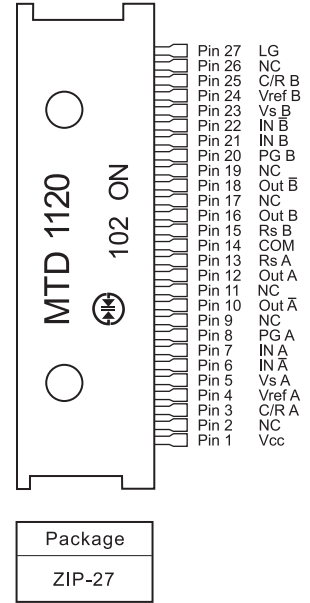 Pin 27 LG
Pin 26 NC
Pin 25 C/R B
Pin 24 Vref B
Pin 23 Vs B
Pin 22 IN B̅
Pin 21 IN B
Pin 20 PG B
Pin 19 NC
Pin 18 Out B̅
Pin 17 NC
Pin 16 Out B
Pin 15 Rs B
Pin 14 COM
Pin 13 Rs A
Pin 12 Out A
Pin 11 NC
Pin 10 Out A̅
Pin 9 NC
Pin 8 PG A
Pin 7 IN A
Pin 6 IN A̅
Pin 5 Vs A
Pin 4 Vref A
Pin 3 C/R A
Pin 2 NC
Pin 1 Vcc
MTD 1120
102 ON
Package
ZIP-27